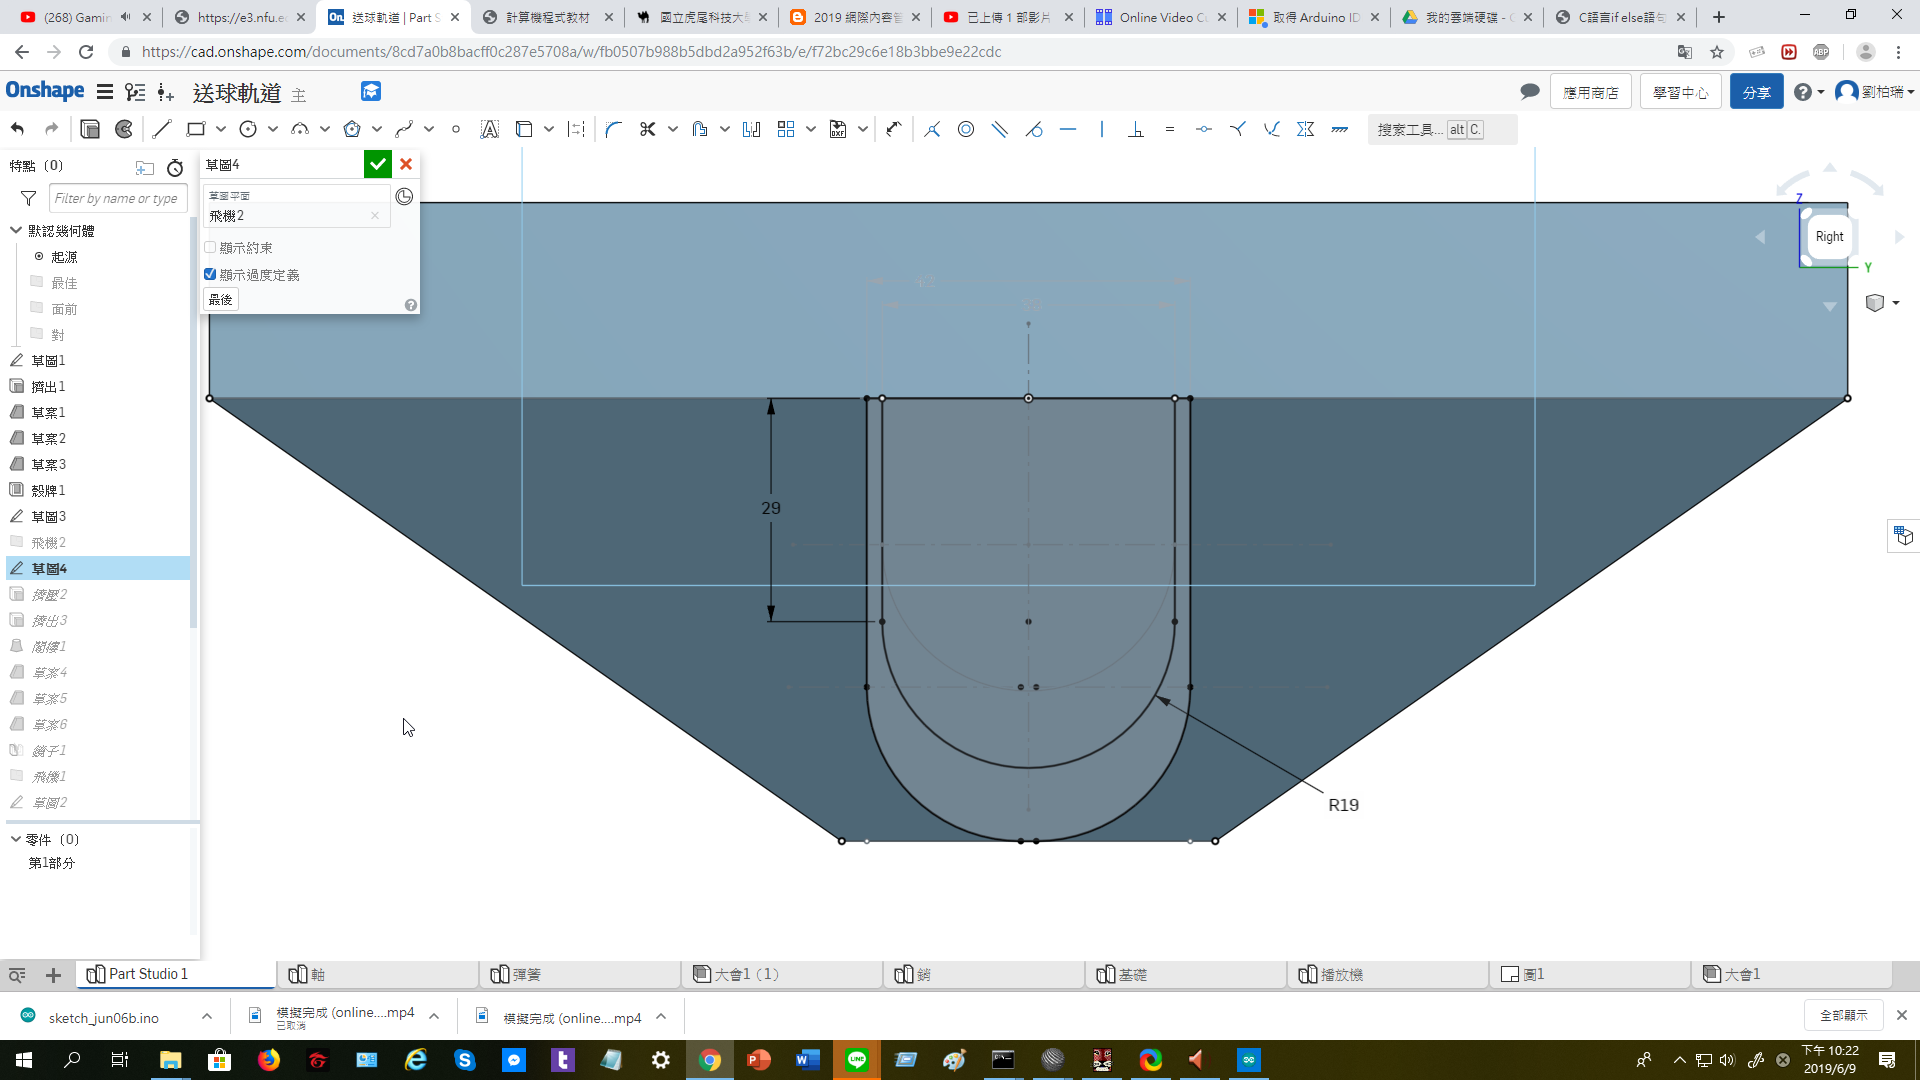 (268) Gamin
https://e3.nfu.e
送球軌道 | Part S
計算機程式教材
國立虎尾科技大
2019 網際內容管
已上傳 1 部影片
Online Video Cu
取得 Arduino ID
我的雲端硬碟 - G
C語言if else語句
https://cad.onshape.com/documents/8cd7a0b8bacff0c287e5708a/w/fb0507b988b5dbd2a952f63b/e/f72bc29c6e18b3bbe9e22cdc
Onshape
送球軌道 主
應用商店
學習中心
分享
劉柏瑞
搜索工具... alt C.
特點 (0)
Filter by name or type
默認幾何體
起源
最佳
面前
對
草圖1
擠出1
草案1
草案2
草案3
殼牌1
草圖3
飛機2
草圖4
擠壓2
擠出3
閣樓1
草案4
草案5
草案6
鏡子1
飛機1
草圖2
零件 (0)
第1部分
草圖4
草圖平面
飛機2
顯示約束
顯示過度定義
最後
29
R19
Z
Right
Y
Part Studio 1
軸
彈簧
大會1 (1)
銷
基礎
播放機
圖1
大會1
sketch_jun06b.ino
模擬完成 (online....mp4
已取消
模擬完成 (online....mp4
全部顯示
下午 10:22
2019/6/9